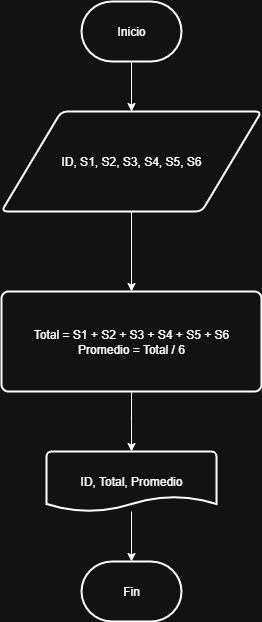 Inicio
ID, S1, S2, S3, S4, S5, S6
Total = S1 + S2 + S3 + S4 + S5 + S6
Promedio = Total / 6
ID, Total, Promedio
Fin